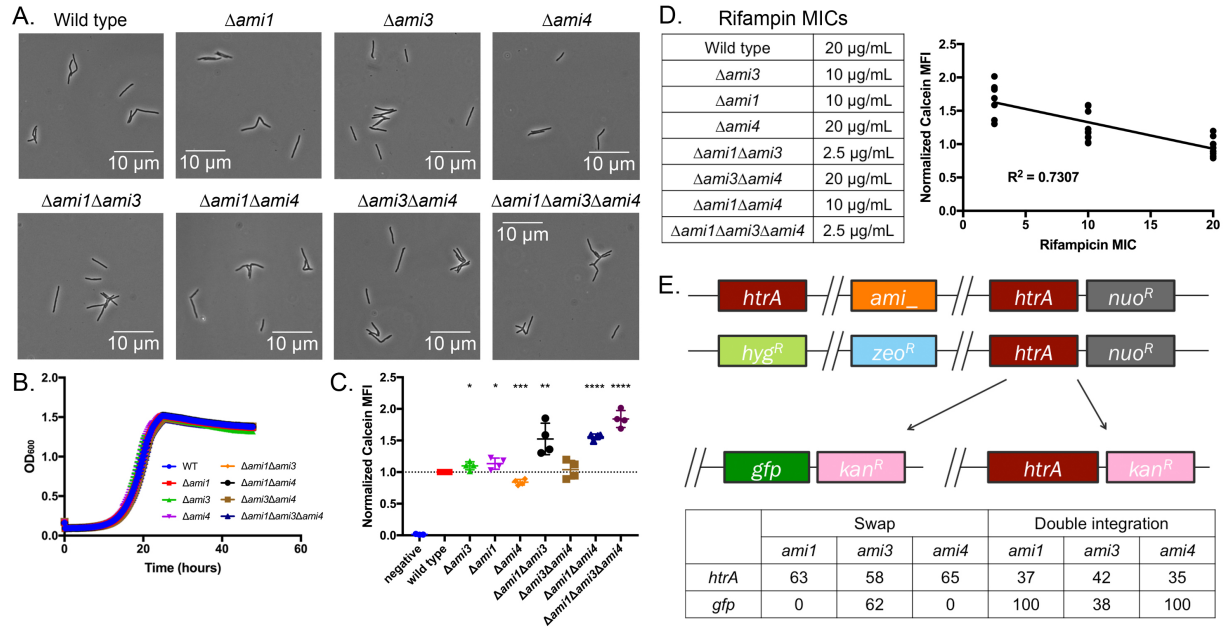 A.
Wild type
Δami1
Δami3
Δami4
10 µm
10 µm
10 µm
10 µm
Δami1Δami3
Δami1Δami4
Δami3Δami4
Δami1Δami3Δami4
10 µm
10 µm
10 µm
10 µm
B.
OD600
2.0
1.5
1.0
0.5
0.0
0
20
40
60
Time (hours)
WT
Δami1
Δami3
Δami4
Δami1Δami3
Δami1Δami4
Δami3Δami4
Δami1Δami3Δami4
C.
Normalized Calcein MFI
2.5
2.0
1.5
1.0
0.5
0.0
* * *** ** **** ****
negative
wild type
Δami3
Δami1
Δami4
Δami1Δami3
Δami3Δami4
Δami1Δami4
Δami1Δami3Δami4
D.
Rifampin MICs
Wild type 20 µg/mL
Δami3 10 µg/mL
Δami1 10 µg/mL
Δami4 20 µg/mL
Δami1Δami3 2.5 µg/mL
Δami3Δami4 20 µg/mL
Δami1Δami4 10 µg/mL
Δami1Δami3Δami4 2.5 µg/mL
Normalized Calcein MFI
2.5
2.0
1.5
1.0
0.5
0.0
R2 = 0.7307
0 5 10 15 20
Rifampicin MIC
E.
htrA ami_ htrA nuoR
hygR zeoR htrA nuoR
gfp kanR htrA kanR
Swap Double integration
ami1 ami3 ami4 ami1 ami3 ami4
htrA 63 58 65 37 42 35
gfp 0 62 0 100 38 100